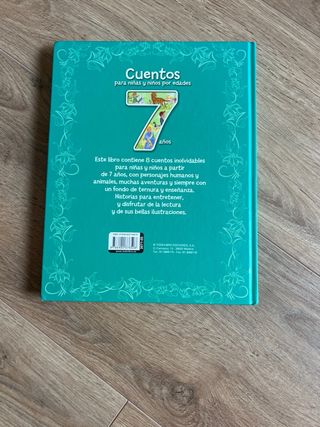 Cuentos
para niñas y niños por edades
7
años
Este libro contiene 8 cuentos inolvidables
para niñas y niños a partir
de 7 años, con personajes humanos y
animales, muchas aventuras y siempre con
un fondo de ternura y enseñanza.
Historias para entretener,
y disfrutar de la lectura
y de sus bellas ilustraciones.